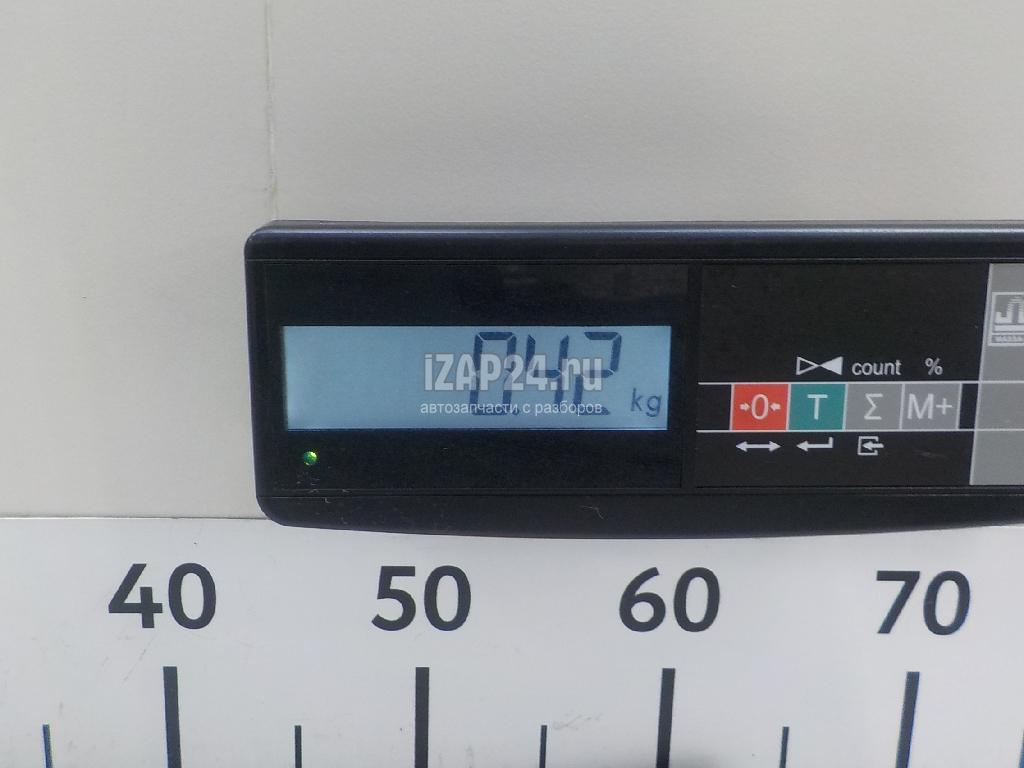 0.42 kg
iZAP24.ru
автозапчасти с разборов
count %
→0← T Σ M+
40 50 60 70